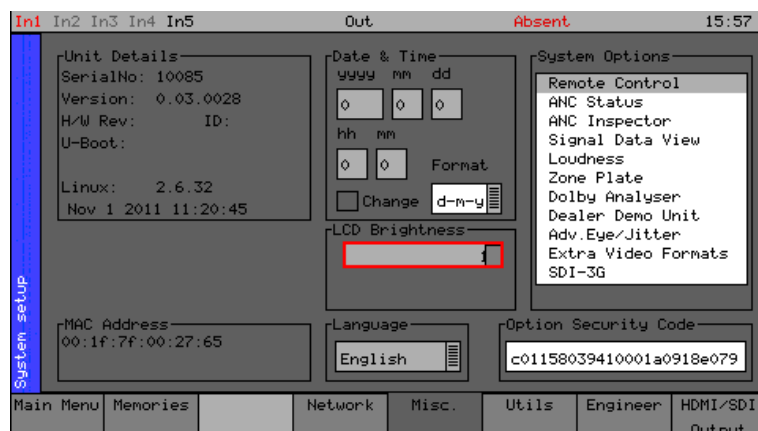 In1 In2 In3 In4 In5 Out Absent 15:57
System setup
Unit Details
SerialNo: 10085
Version: 0.03.0028
H/W Rev: ID:
U-Boot:
Linux: 2.6.32
Nov 1 2011 11:20:45
MAC Address
00:1f:7f:00:27:65
Date & Time
yyyy mm dd
0 0 0
hh mm
0 0 Format
Change d-m-y
LCD Brightness
1
Language
English
System Options
Remote Control
ANC Status
ANC Inspector
Signal Data View
Loudness
Zone Plate
Dolby Analyser
Dealer Demo Unit
Adv.Eye/Jitter
Extra Video Formats
SDI-3G
Option Security Code
c01158039410001a0918e079
Main Menu Memories Network Misc. Utils Engineer HDMI/SDI
Output